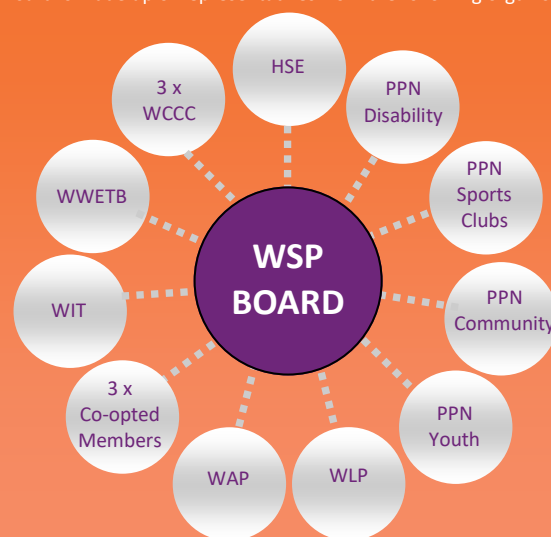 HSE
PPN
Disability
PPN
Sports
Clubs
PPN
Community
PPN
Youth
WLP
WAP
3 x
Co-opted
Members
WIT
WWETB
3 x
WCCC
WSP
BOARD